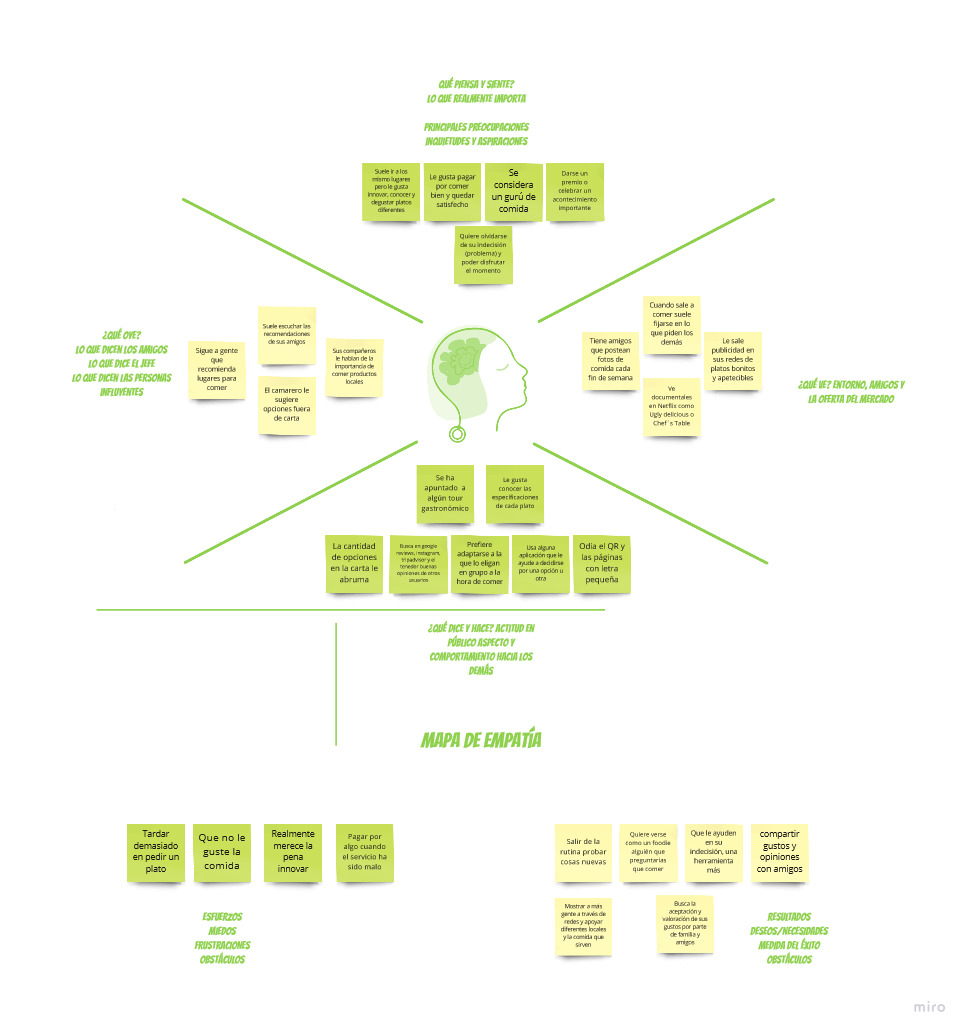 QUÉ PIENSA Y SIENTE?
LO QUE REALMENTE IMPORTA
PRINCIPALES PREOCUPACIONES
INQUIETUDES Y ASPIRACIONES
Suele ir a los
mismo lugares
pero le gusta
innovar, conocer y
degustar platos
diferentes
Le gusta pagar
por comer
bien y quedar
satisfecho
Se
considera
un gurú de
comida
Darse un
premio o
celebrar un
acontecimiento
importante
Quiere olvidarse
de su indecisión
(problema) y
poder disfrutar
el momento
¿QUÉ OYE?
LO QUE DICEN LOS AMIGOS
LO QUE DICE EL JEFE
LO QUE DICEN LAS PERSONAS
INFLUYENTES
Sigue a gente
que
recomienda
lugares para
comer
Suele escuchar las
recomendaciones
de sus amigos
El camarero le
sugiere
opciones fuera
de carta
Sus compañeros
le hablan de la
importancia de
comer productos
locales
Tiene amigos
que postean
fotos de
comida cada
fin de semana
Cuando sale a
comer suele
fijarse en lo
que piden los
demás
Ve
documentales
en Netflix como
Ugly delicious o
Chef´s Table
Le sale
publicidad en
sus redes de
platos bonitos
y apetecibles
¿QUÉ VE? ENTORNO, AMIGOS Y
LA OFERTA DEL MERCADO
Se ha
apuntado a
algún tour
gastronómico
Le gusta
conocer las
especificaciones
de cada plato
La cantidad
de opciones
en la carta le
abruma
Busca en google
reviews, instagram,
tripadvisor y el
tenedor buenas
opiniones de otros
usuarios
Prefiere
adaptarse a la
que lo eligan
en grupo a la
hora de comer
Usa alguna
aplicación que le
ayude a decidirse
por una opción u
otra
Odia el QR y
las páginas
con letra
pequeña
¿QUÉ DICE Y HACE? ACTITUD EN
PÚBLICO ASPECTO Y
COMPORTAMIENTO HACIA LOS
DEMÁS
MAPA DE EMPATÍA
Tardar
demasiado
en pedir un
plato
Que no le
guste la
comida
Realmente
merece la
pena
innovar
Pagar por
algo cuando
el servicio ha
sido malo
ESFUERZOS
MIEDOS
FRUSTRACIONES
OBSTÁCULOS
Salir de la
rutina probar
cosas nuevas
Quiere verse
como un foodie
alguien que
preguntarías
que comer
Que le ayuden
en su
indecisión, una
herramienta
más
compartir
gustos y
opiniones
con amigos
Mostrar a más
gente a través de
redes y apoyar
diferentes locales
y la comida que
sirven
Busca la
aceptación y
valoración de sus
gustos por parte
de familia y
amigos
RESULTADOS
DESEOS/NECESIDADES
MEDIDA DEL ÉXITO
OBSTÁCULOS
miro